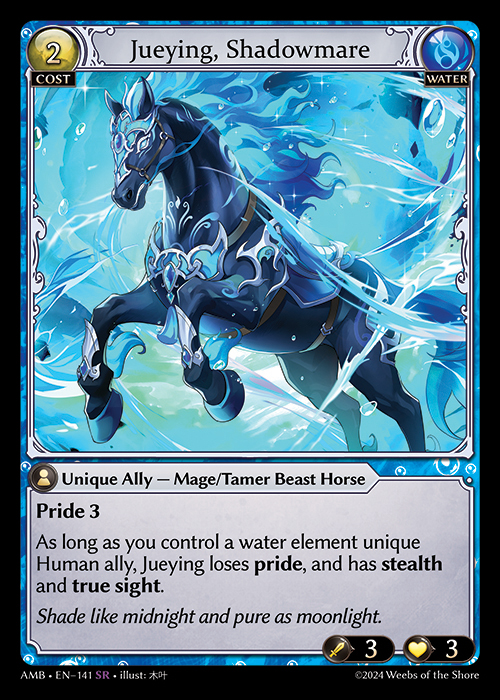 2
COST
Jueying, Shadowmare
WATER
Unique Ally — Mage/Tamer Beast Horse
Pride 3
As long as you control a water element unique
Human ally, Jueying loses pride, and has stealth
and true sight.
Shade like midnight and pure as moonlight.
3
3
AMB • EN-141 SR • illust: 木叶
©2024 Weebs of the Shore